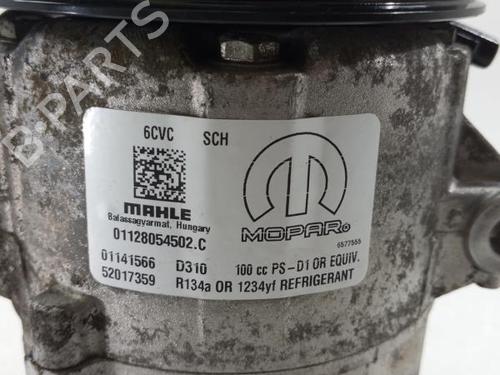 B-PARTS
6CVC SCH
MAHLE
Balassagyarmat, Hungary
01128054502.C
MOPAR®
6577555
01141566 D310 100 cc PS-D1 OR EQUIV.
52017359 R134a OR 1234yf REFRIGERANT